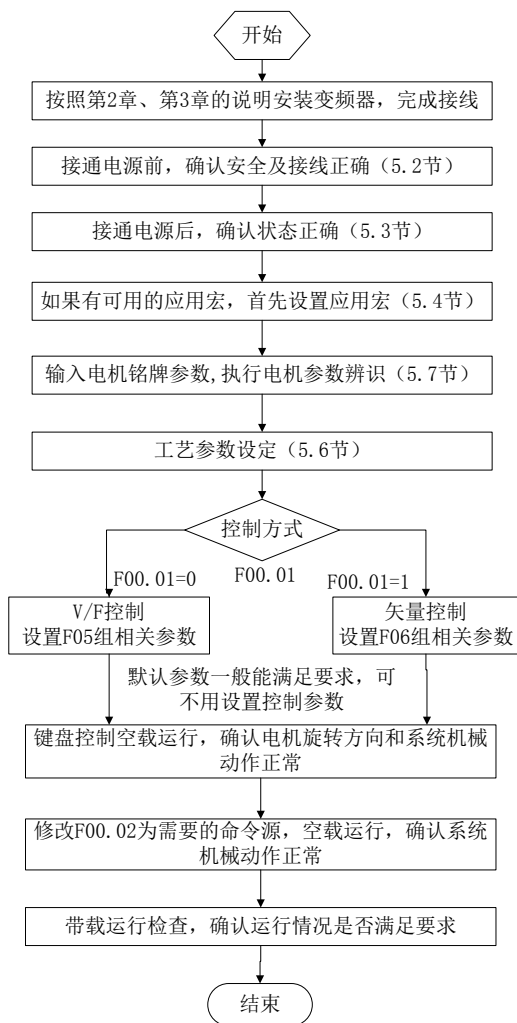 开始
按照第2章、第3章的说明安装变频器，完成接线
接通电源前，确认安全及接线正确（5.2节）
接通电源后，确认状态正确（5.3节）
如果有可用的应用宏，首先设置应用宏（5.4节）
输入电机铭牌参数,执行电机参数辨识（5.7节）
工艺参数设定（5.6节）
控制方式
F00.01
F00.01=0
F00.01=1
V/F控制
设置F05组相关参数
矢量控制
设置F06组相关参数
默认参数一般能满足要求，可
不用设置控制参数
键盘控制空载运行，确认电机旋转方向和系统机械
动作正常
修改F00.02为需要的命令源，空载运行，确认系统
机械动作正常
带载运行检查，确认运行情况是否满足要求
结束